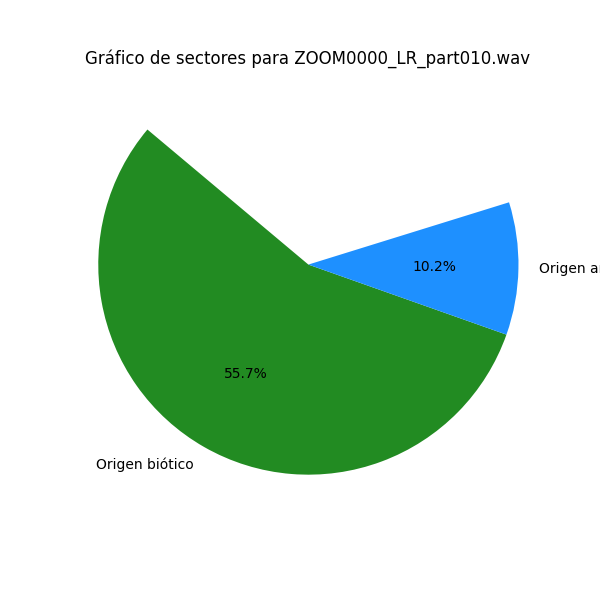 Gráfico de sectores para ZOOM0000_LR_part010.wav
10.2%
Origen
55.7%
Origen biótico